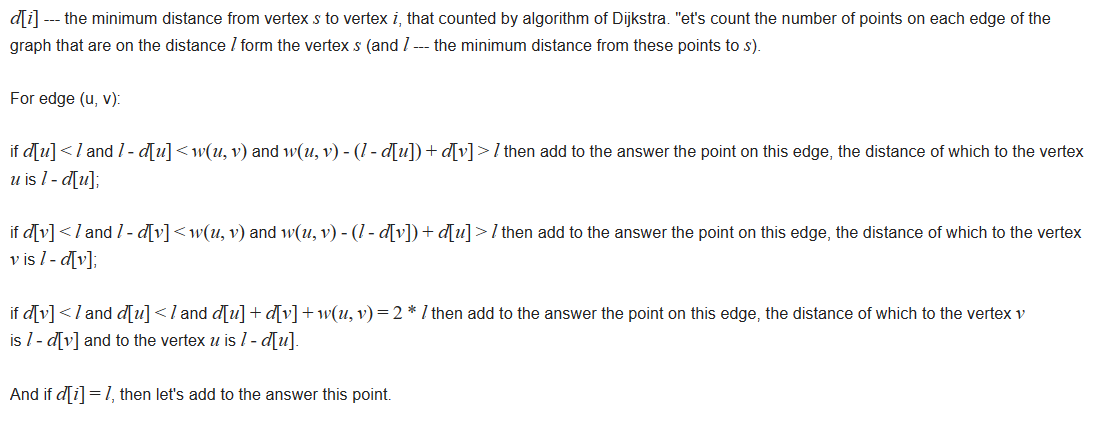 d[i] --- the minimum distance from vertex s to vertex i, that counted by algorithm of Dijkstra. "et's count the number of points on each edge of the
graph that are on the distance l form the vertex s (and l --- the minimum distance from these points to s).
For edge (u, v):
if d[u] < l and l - d[u] < w(u, v) and w(u, v) - (l - d[u]) + d[v] > l then add to the answer the point on this edge, the distance of which to the vertex
u is l - d[u];
if d[v] < l and l - d[v] < w(u, v) and w(u, v) - (l - d[v]) + d[u] > l then add to the answer the point on this edge, the distance of which to the vertex
v is l - d[v];
if d[v] < l and d[u] < l and d[u] + d[v] + w(u, v) = 2 * l then add to the answer the point on this edge, the distance of which to the vertex v
is l - d[v] and to the vertex u is l - d[u].
And if d[i] = l, then let's add to the answer this point.